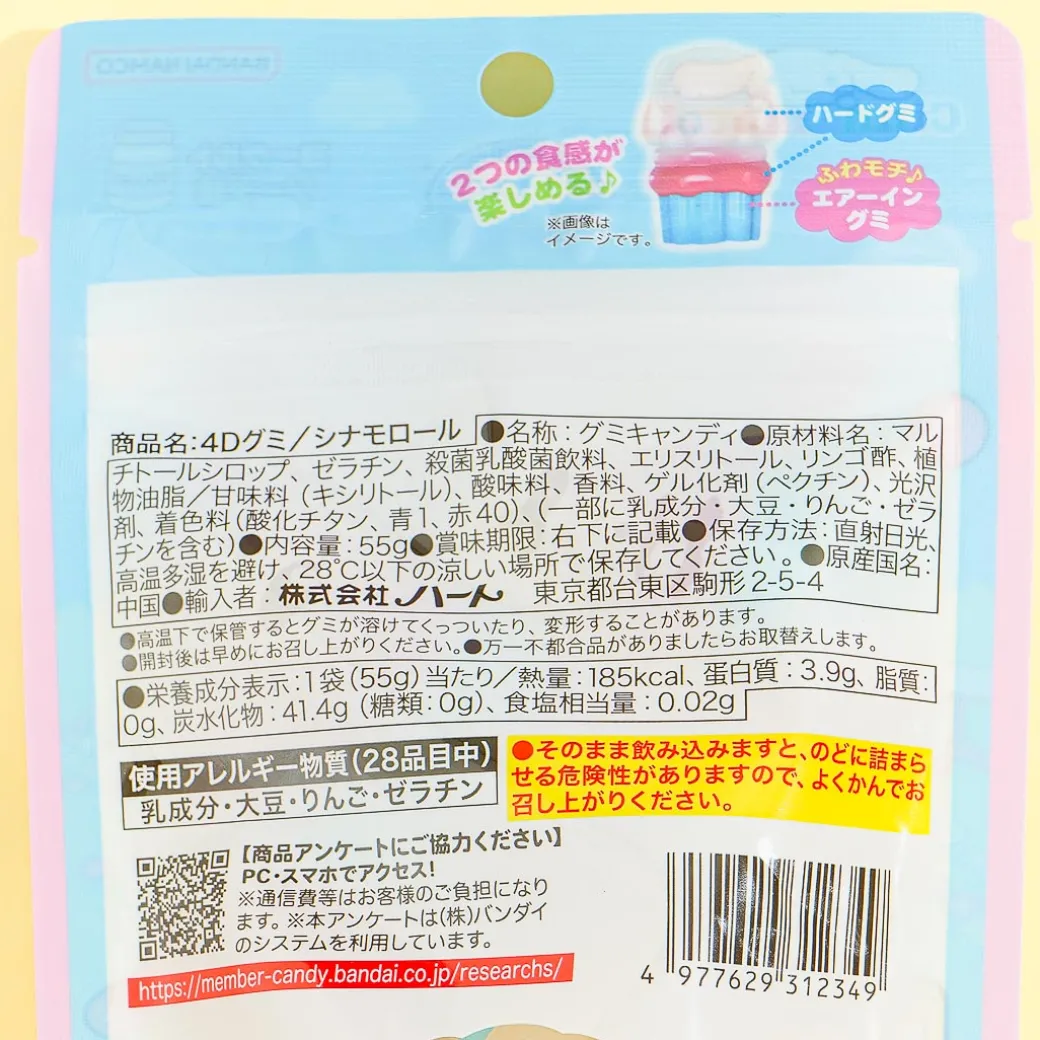 BANDAI NAMCO
ハードグミ
2つの食感が
楽しめる♪
ふわモチ♪
エアーイン
グミ
※画像は
イメージです。
商品名:4Dグミ/シナモロール
●名称:グミキャンディ●原材料名:マル
チトールシロップ、ゼラチン、殺菌乳酸菌飲料、エリスリトール、リンゴ酢、植
物油脂/甘味料(キシリトール)、酸味料、香料、ゲル化剤(ペクチン)、光沢
剤、着色料(酸化チタン、青1、赤40)、(一部に乳成分・大豆・りんご・ゼラ
チンを含む)●内容量:55g●賞味期限:右下に記載●保存方法:直射日光、
高温多湿を避け、28℃以下の涼しい場所で保存してください。●原産国名:
中国●輸入者:株式会社ハート 東京都台東区駒形2-5-4
●高温下で保管するとグミが溶けてくっついたり、変形することがあります。
●開封後は早めにお召し上がりください。●万一不都合品がありましたらお取替えします。
●栄養成分表示:1袋(55g)当たり/熱量:185kcal、蛋白質:3.9g、脂質:
0g、炭水化物:41.4g(糖類:0g)、食塩相当量:0.02g
使用アレルギー物質(28品目中)
乳成分・大豆・りんご・ゼラチン
●そのまま飲み込みますと、のどに詰まら
せる危険性がありますので、よくかんでお
召し上がりください。
【商品アンケートにご協力ください】
PC・スマホでアクセス!
※通信費等はお客様のご負担になり
ます。※本アンケートは(株)バンダイ
のシステムを利用しています。
https://member-candy.bandai.co.jp/researchs/
4 977629 312349